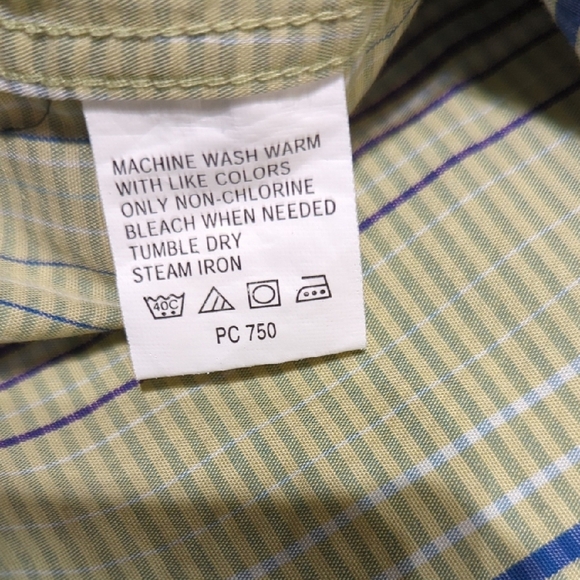 MACHINE WASH WARM
WITH LIKE COLORS
ONLY NON-CHLORINE
BLEACH WHEN NEEDED
TUMBLE DRY
STEAM IRON
40C
PC 750